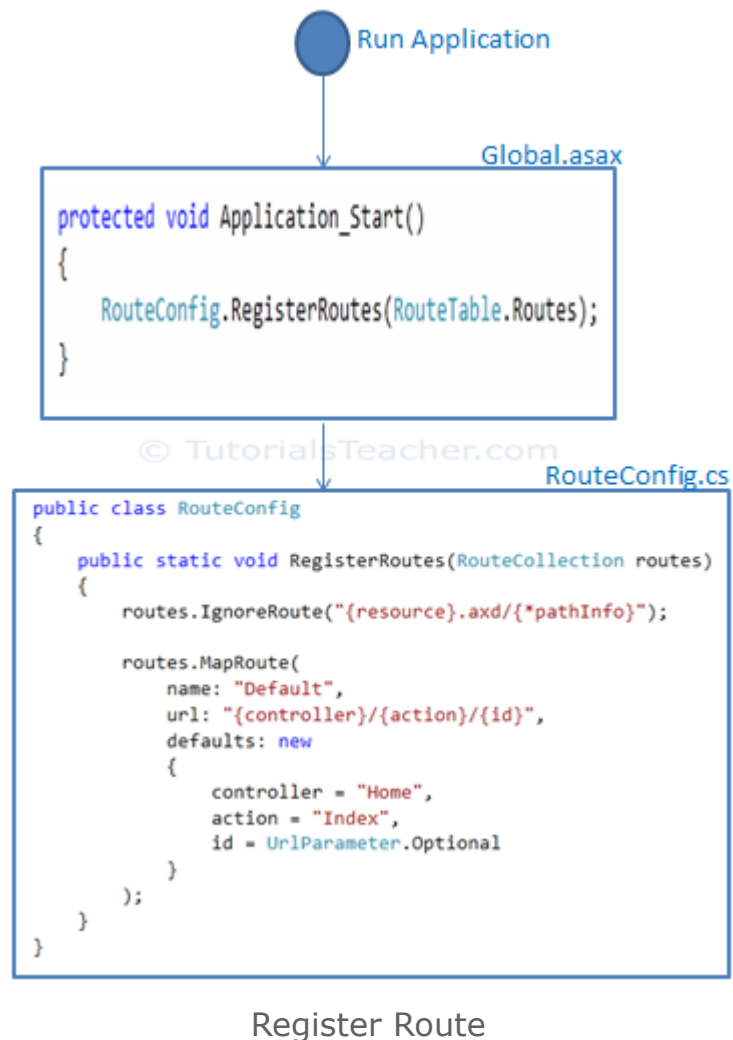 Run Application
Global.asax
protected void Application_Start()
{
RouteConfig.RegisterRoutes(RouteTable.Routes);
}
© TutorialsTeacher.com
RouteConfig.cs
public class RouteConfig
{
public static void RegisterRoutes(RouteCollection routes)
{
routes.IgnoreRoute("{resource}.axd/{*pathInfo}");
routes.MapRoute(
name: "Default",
url: "{controller}/{action}/{id}",
defaults: new
{
controller = "Home",
action = "Index",
id = UrlParameter.Optional
}
);
}
}
Register Route